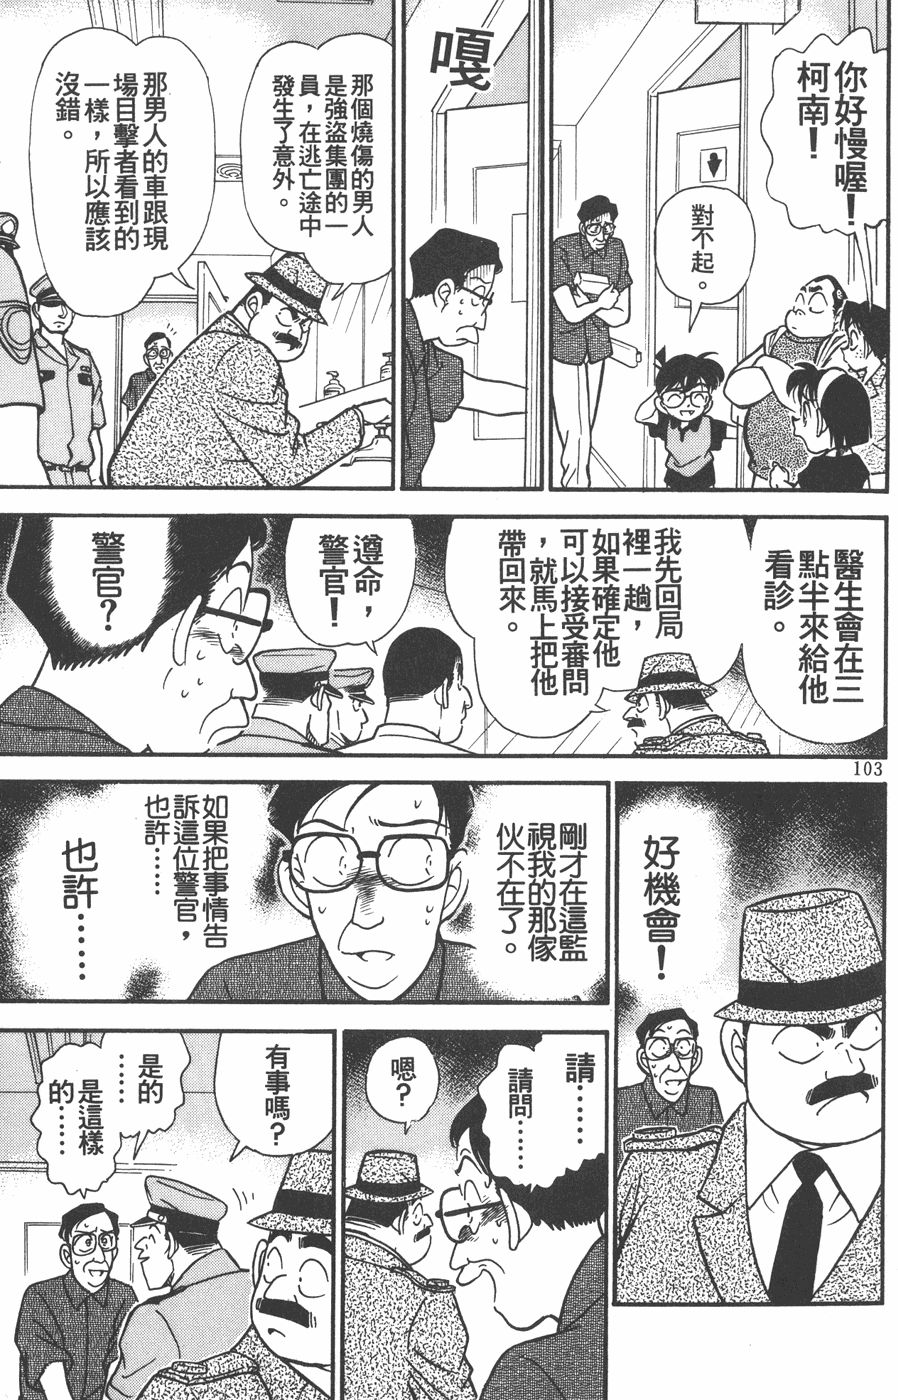 你好慢喔！
柯南！
對不起。
嘎
那個燒傷的男人
是強盜集團的一
員，在逃亡途中
發生了意外。
那男人的車跟現
場目擊者看到的
一樣，所以應該
沒錯。
醫生會在三
點半來給他
看診。
我先回局
裡一趟，
如果確定他
可以接受審問
，就馬上把他
帶回來。
遵命，
警官！
警官？
103
好機會！
剛才在這監
視我的那傢
伙不在了。
如果把事情告
訴這位警官，
也許……
也許……
請……
請問……
嗯？
有事嗎？
是的
……
是這樣
的……